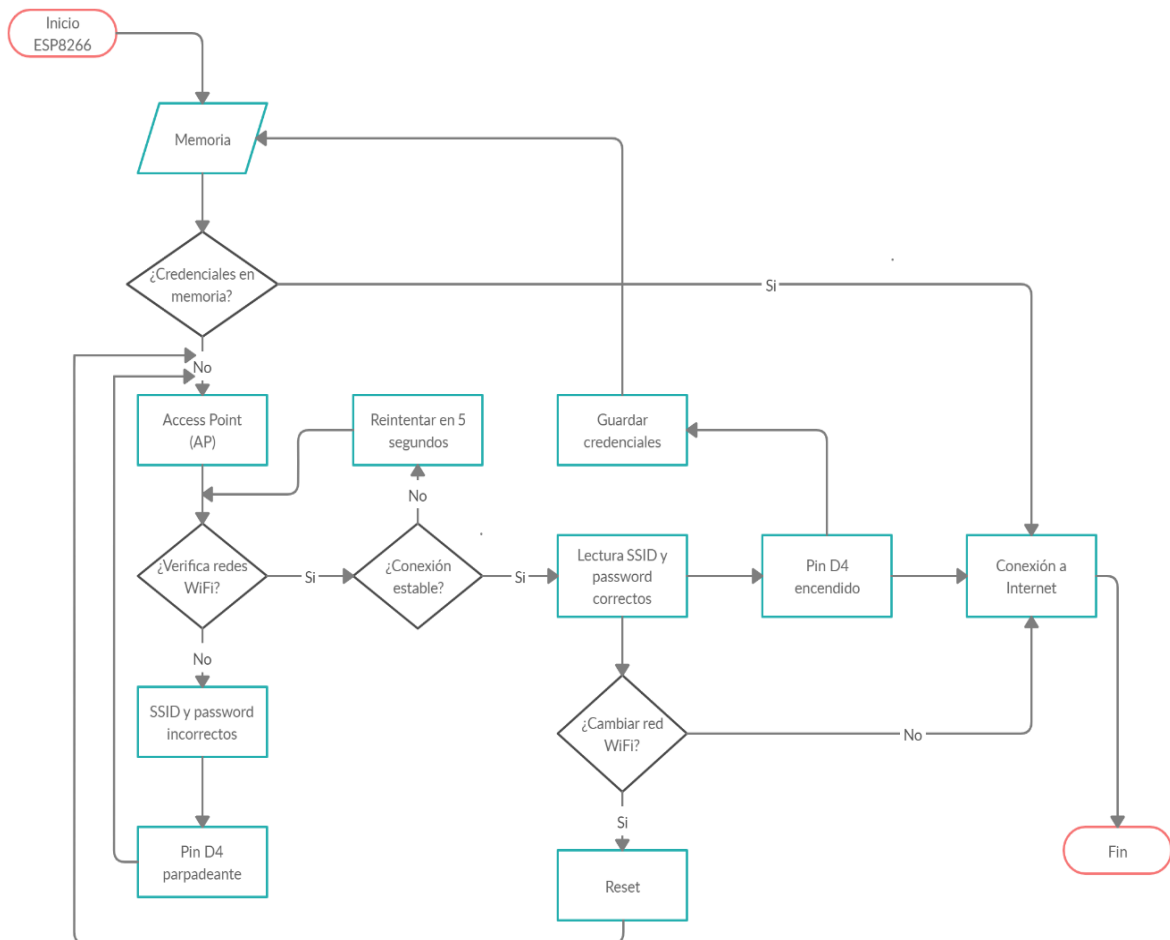 Inicio
ESP8266
Memoria
¿Credenciales en
memoria?
Si
No
Access Point
(AP)
Reintentar en 5
segundos
Guardar
credenciales
No
¿Verifica redes
WiFi?
Si
¿Conexión
estable?
Si
Lectura SSID y
password
correctos
Pin D4
encendido
Conexión a
Internet
No
SSID y password
incorrectos
¿Cambiar red
WiFi?
No
Si
Pin D4
parpadeante
Reset
Fin